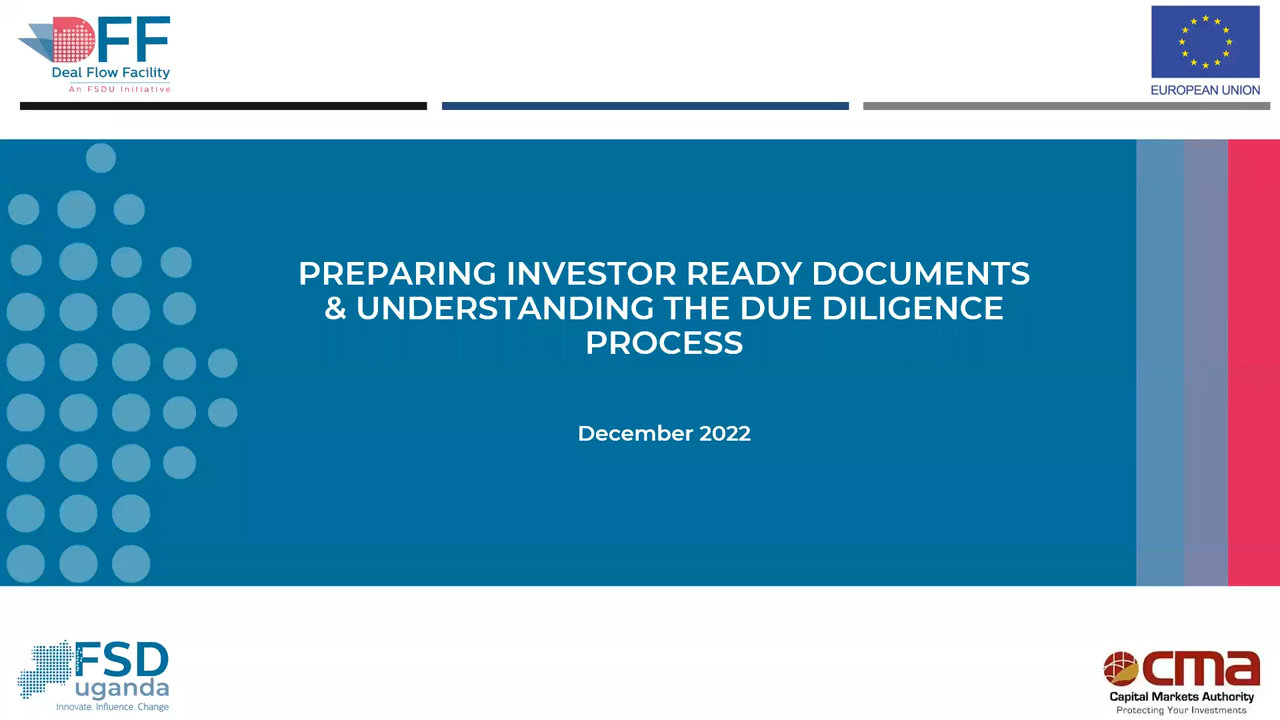 DFF
Deal Flow Facility
An FSDU Initiative
EUROPEAN UNION
PREPARING INVESTOR READY DOCUMENTS
& UNDERSTANDING THE DUE DILIGENCE
PROCESS
December 2022
FSD
uganda
Innovate. Influence. Change
cma
Capital Markets Authority
Protecting Your Investments